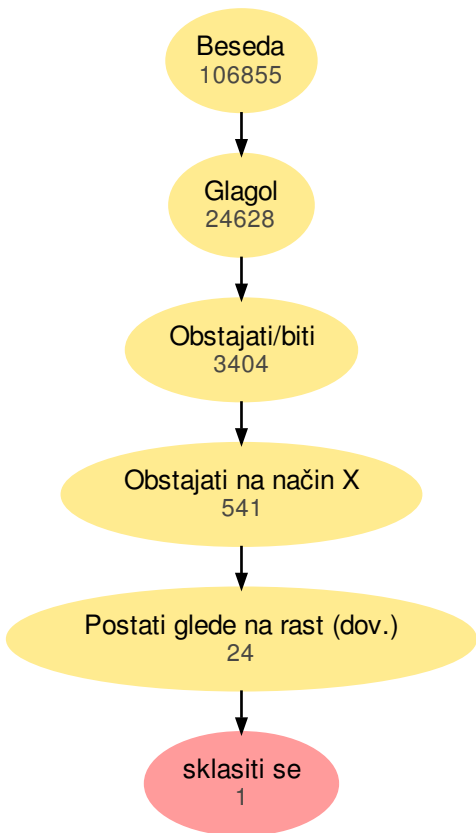 Beseda
106855
Glagol
24628
Obstajati/biti
3404
Obstajati na način X
541
Postati glede na rast (dov.)
24
sklasiti se
1